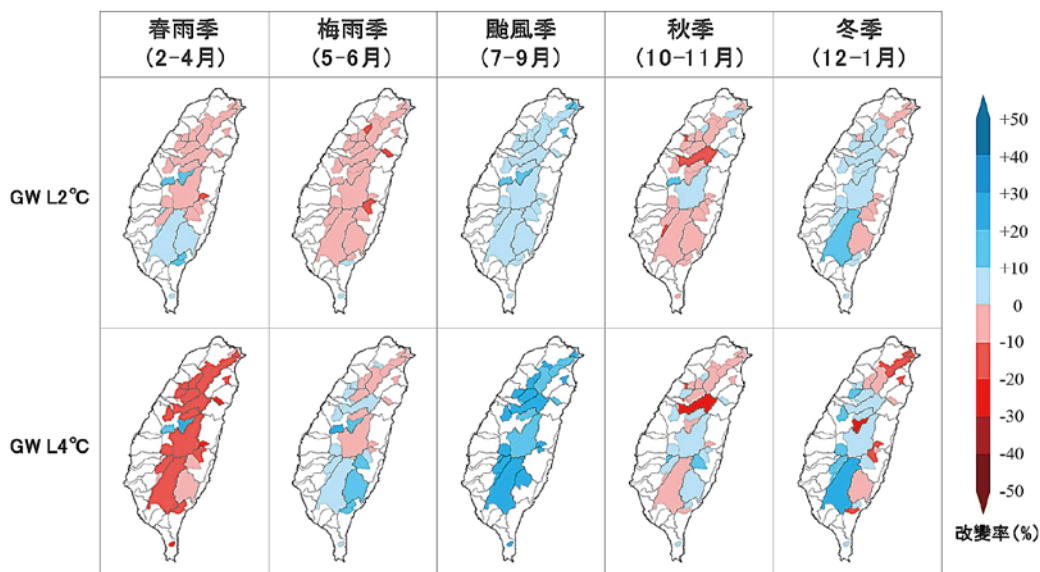 春雨季
(2-4月)
梅雨季
(5-6月)
颱風季
(7-9月)
秋季
(10-11月)
冬季
(12-1月)
GW L2℃
GW L4℃
+50
+40
+30
+20
+10
0
-10
-20
-30
-40
-50
改變率(%)